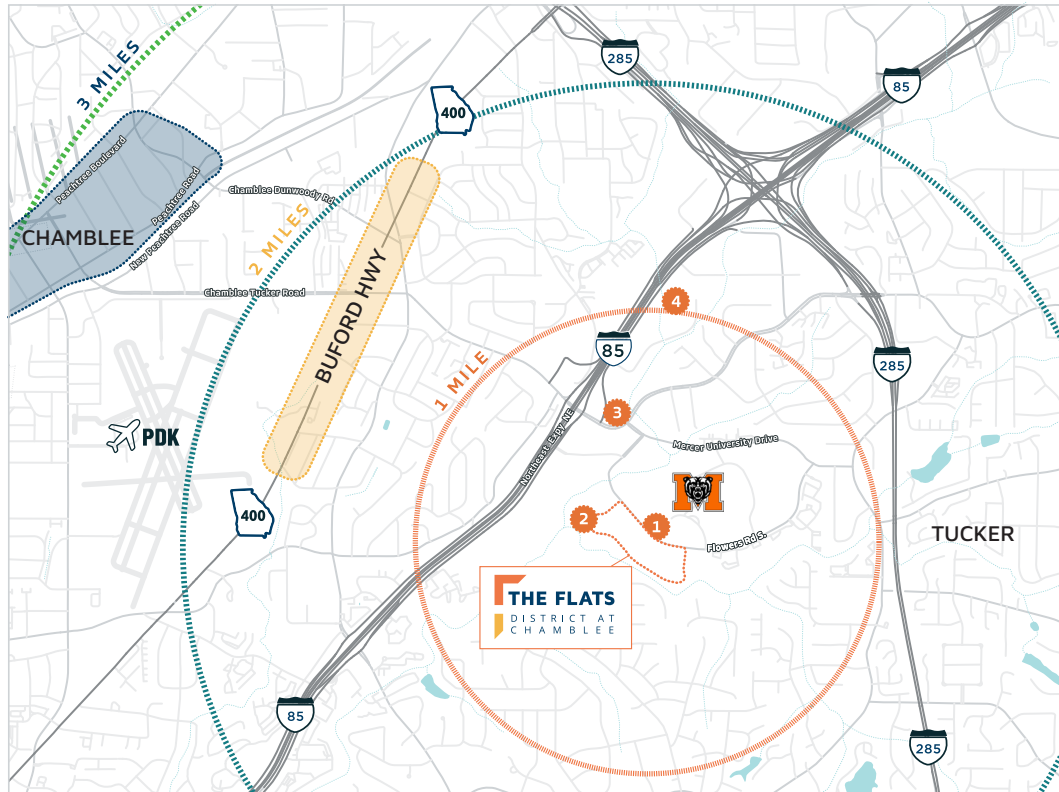 285
85
3 MILES
400
Peachtree Boulevard
Peachtree Road
New Peachtree Road
CHAMBLEE
Chamblee Dunwoody Rd
2 MILES
Chamblee Tucker Road
BUFORD HWY
4
85
285
1 MILE
3
PDK
Northeast Expy NE
Mercer University Drive
M
400
2
1
Flowers Rd S.
TUCKER
THE FLATS
DISTRICT AT
CHAMBLEE
85
285